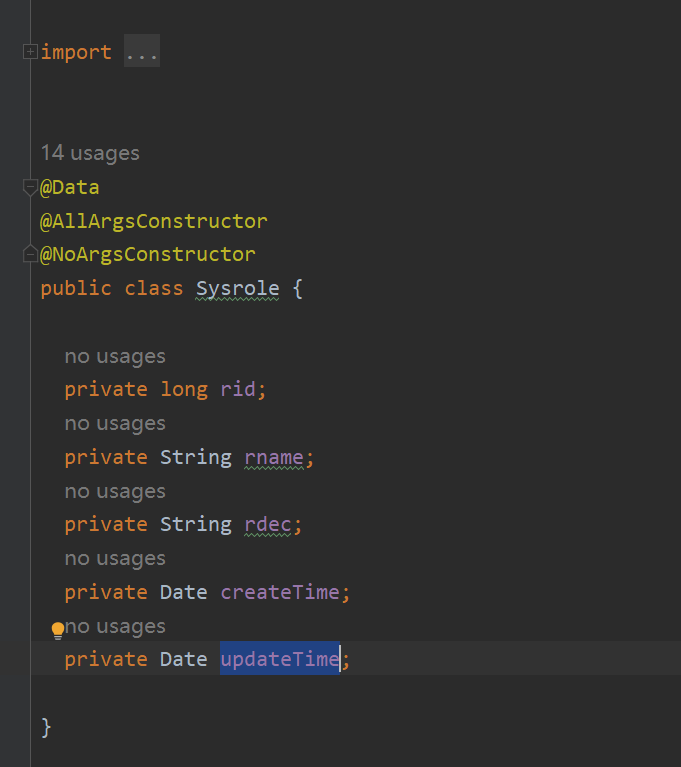 import ...
14 usages
@Data
@AllArgsConstructor
@NoArgsConstructor
public class Sysrole {
no usages
private long rid;
no usages
private String rname;
no usages
private String rdec;
no usages
private Date createTime;
no usages
private Date updateTime;
}